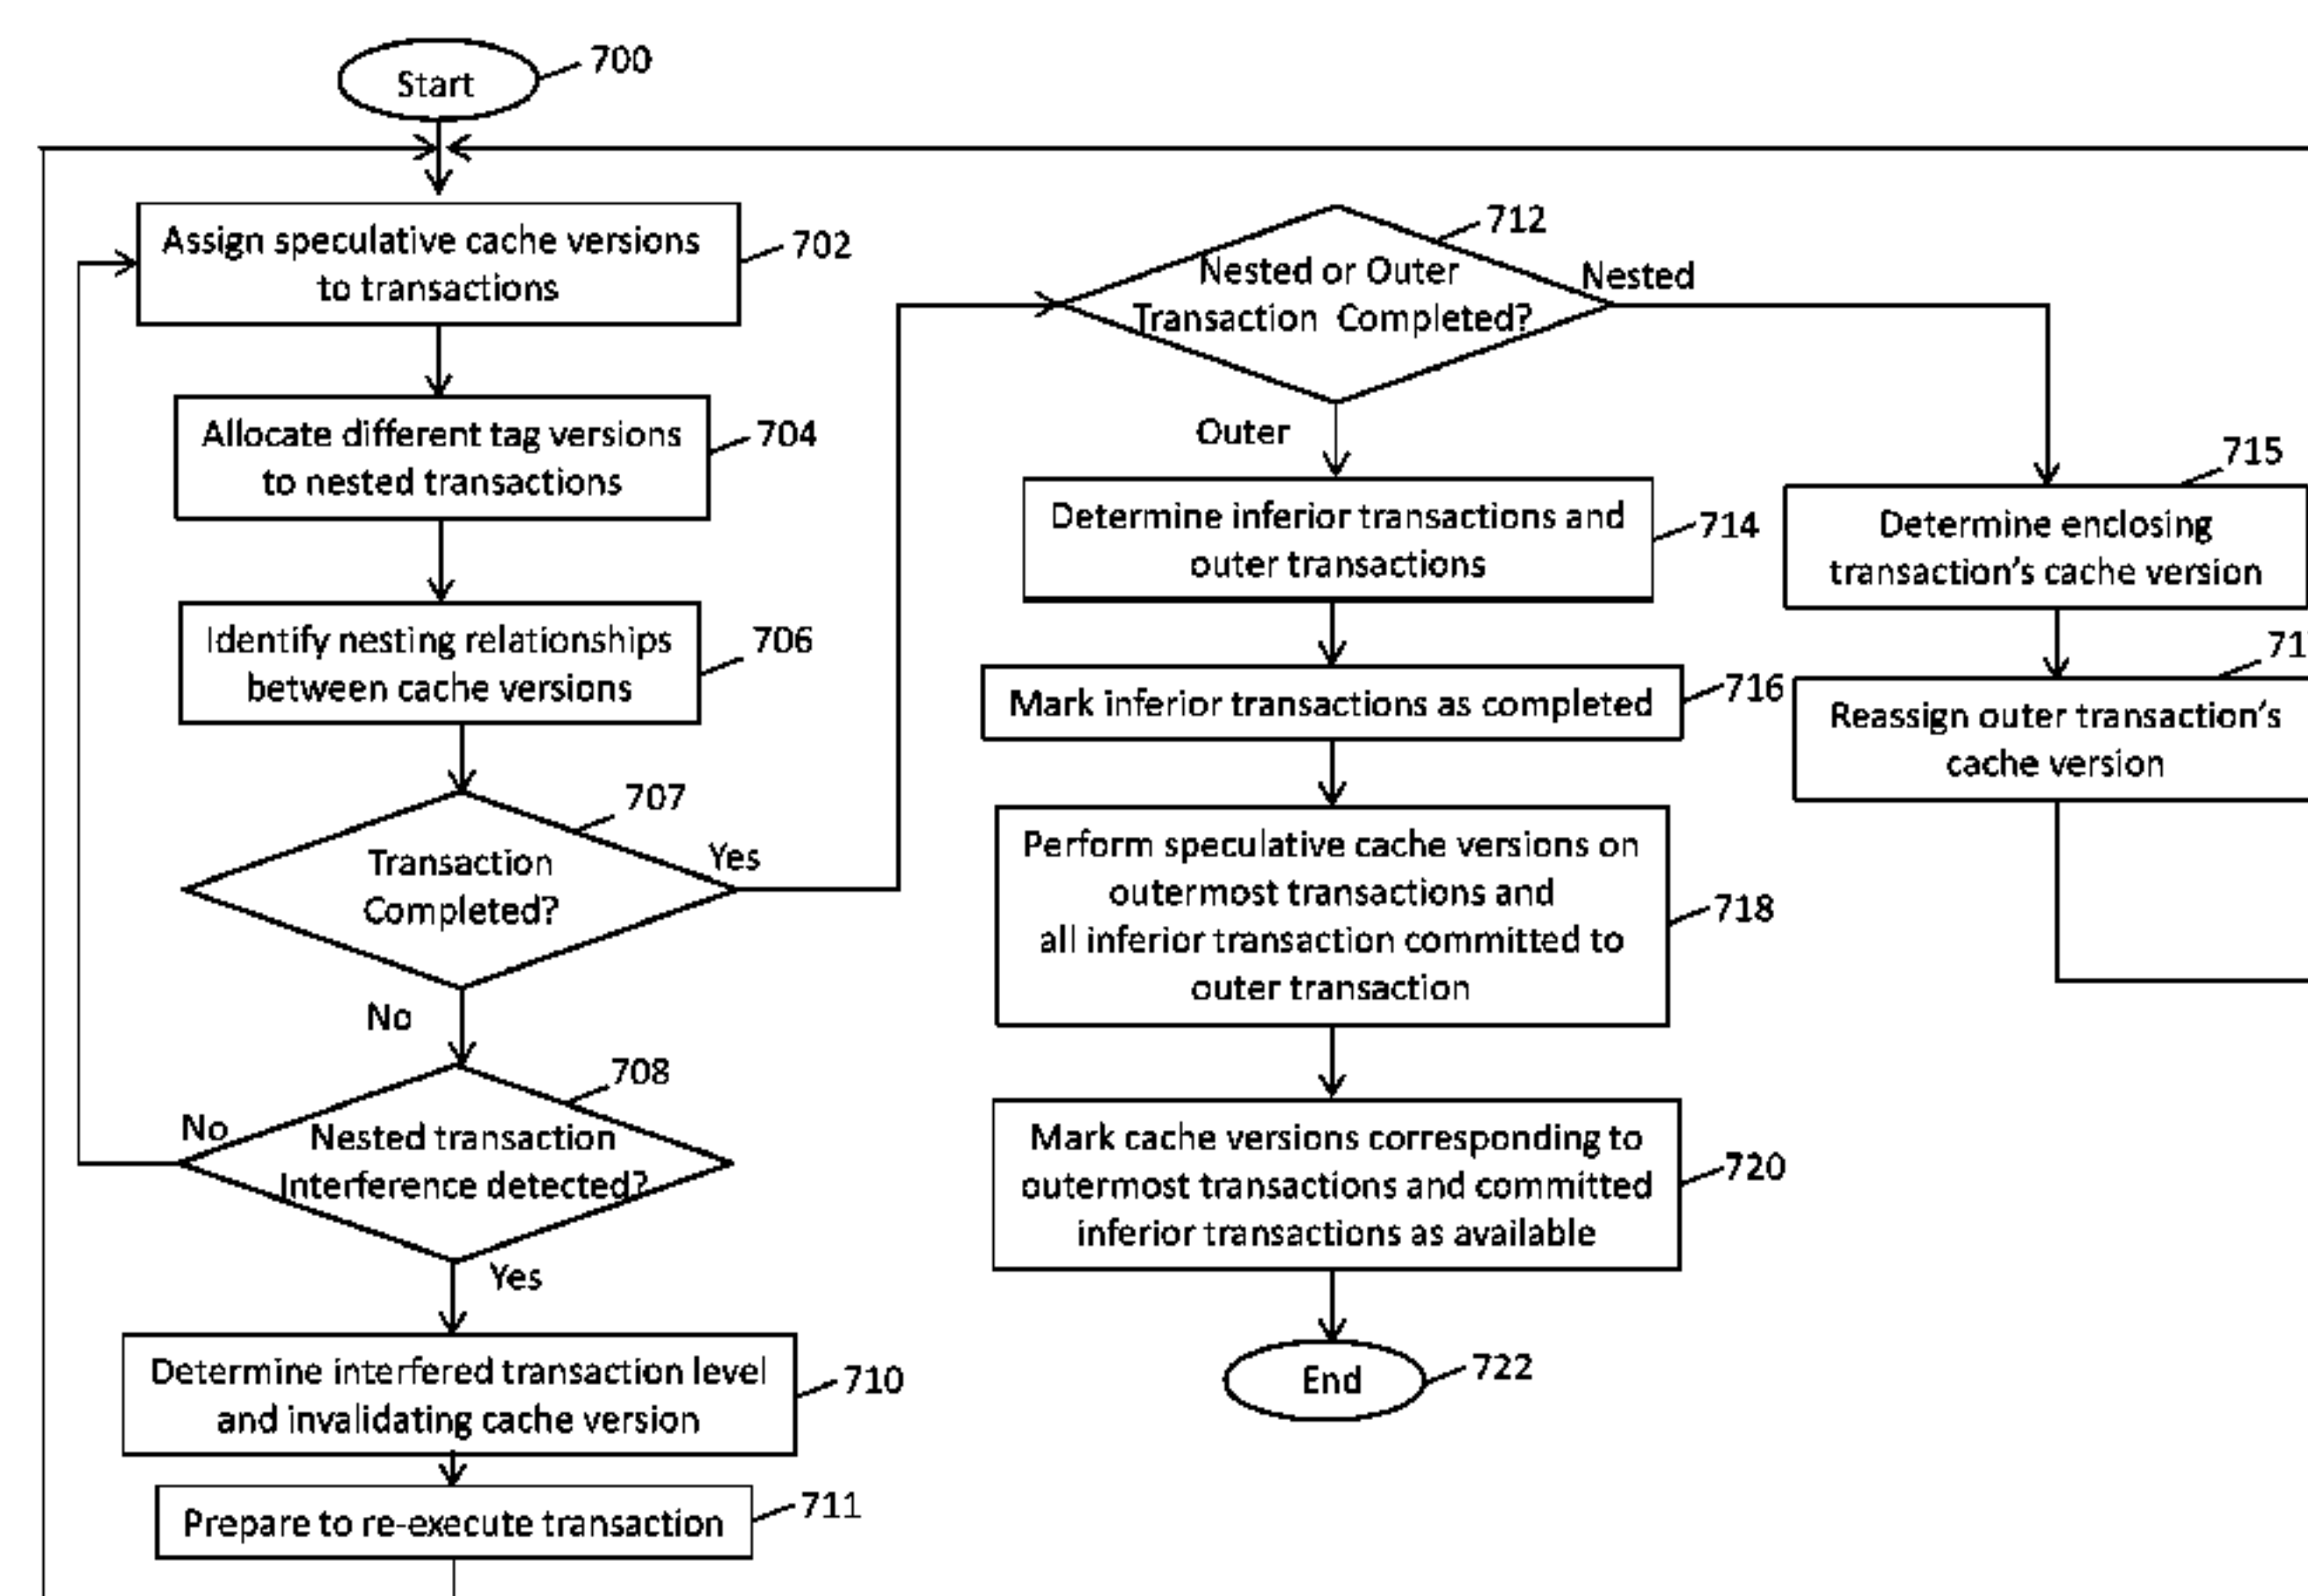 Start
700
Assign speculative cache versions
to transactions
702
Allocate different tag versions
to nested transactions
704
Identify nesting relationships
between cache versions
706
Transaction
Completed?
707
Yes
No
Nested transaction
Interference detected?
708
No
Yes
Determine interfered transaction level
and invalidating cache version
710
Prepare to re-execute transaction
711
Nested or Outer
Transaction Completed?
712
Nested
Outer
Determine inferior transactions and
outer transactions
714
Mark inferior transactions as completed
716
Perform speculative cache versions on
outermost transactions and
all inferior transaction committed to
outer transaction
718
Mark cache versions corresponding to
outermost transactions and committed
inferior transactions as available
720
End
722
715
Determine enclosing
transaction's cache version
Reassign outer transaction's
cache version